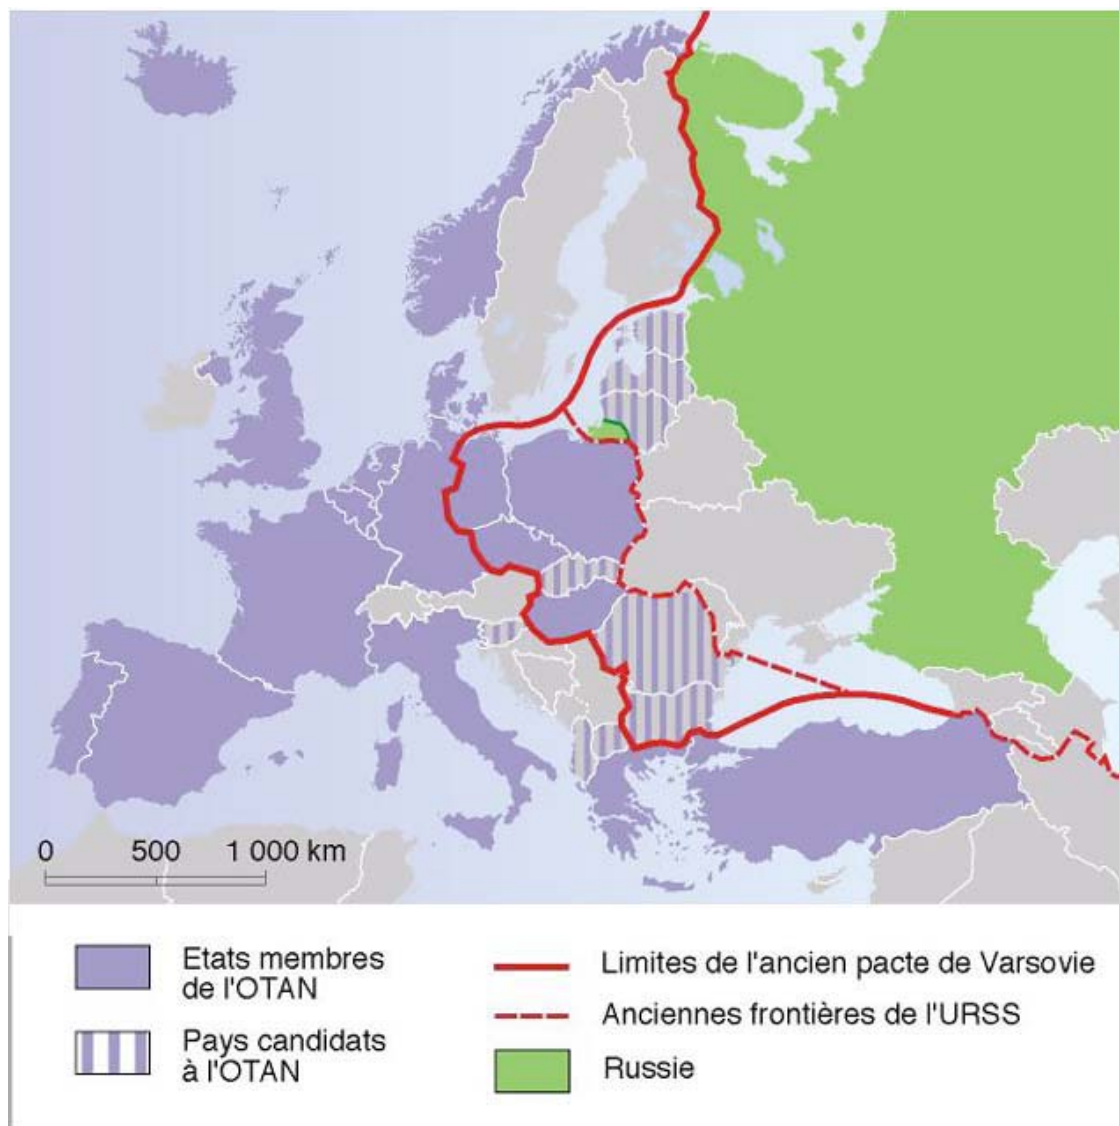 0 500 1 000 km
Etats membres
de l'OTAN
Pays candidats
à l'OTAN
Limites de l'ancien pacte de Varsovie
Anciennes frontières de l'URSS
Russie